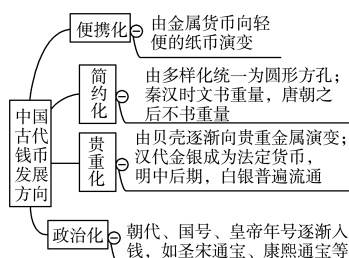 中国
古代
钱币
发展
方向
便携化
由金属货币向轻
便的纸币演变
简
约
化
由多样化统一为圆形方孔；
秦汉时文书重量，唐朝之
后不书重量
贵
重
化
由贝壳逐渐向贵重金属演变；
汉代金银成为法定货币，
明中后期，白银普遍流通
政治化
朝代、国号、皇帝年号逐渐入
钱，如圣宋通宝、康熙通宝等